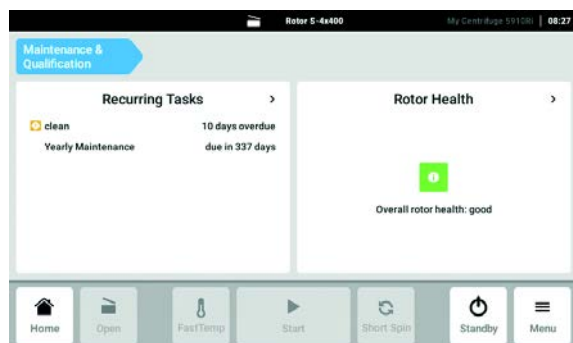 Rotor S-4x400
My Centrifuge 5910Ri
08:27
Maintenance &
Qualification
Recurring Tasks >
Rotor Health >
clean 10 days overdue
Yearly Maintenance due in 337 days
Overall rotor health: good
Home
Open
FastTemp
Start
Short Spin
Standby
Menu